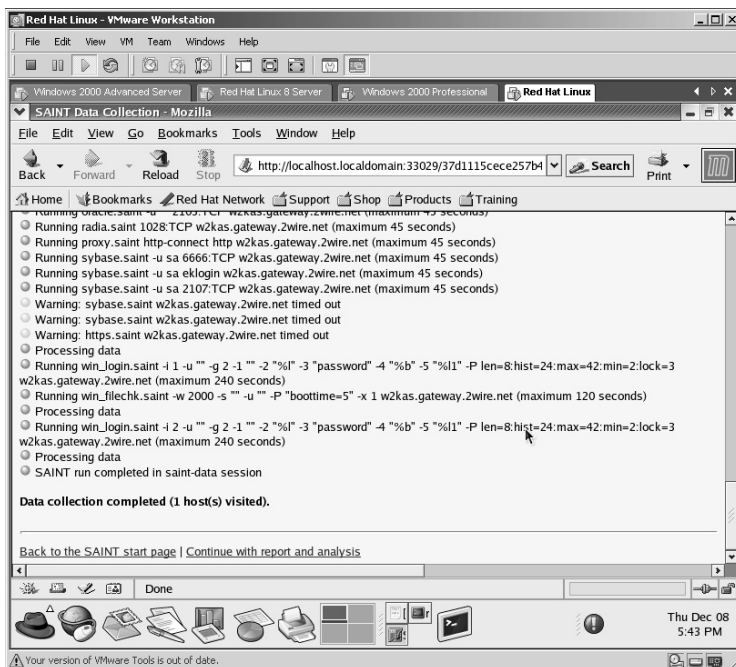 Red Hat Linux - VMware Workstation
File Edit View VM Team Windows Help
Windows 2000 Advanced Server Red Hat Linux 8 Server Windows 2000 Professional Red Hat Linux
SAINT Data Collection - Mozilla
File Edit View Go Bookmarks Tools Window Help
Back Forward Reload Stop http://localhost.localdomain:33029/37d1115cece257b4 Search Print
Home Bookmarks Red Hat Network Support Shop Products Training
Running oracle.saint -u 2105:TCP w2kas.gateway.2wire.net (maximum 45 seconds)
Running radia.saint 1028:TCP w2kas.gateway.2wire.net (maximum 45 seconds)
Running proxy.saint http-connect http w2kas.gateway.2wire.net (maximum 45 seconds)
Running sybase.saint -u sa 6666:TCP w2kas.gateway.2wire.net (maximum 45 seconds)
Running sybase.saint -u sa eklogin w2kas.gateway.2wire.net (maximum 45 seconds)
Running sybase.saint -u sa 2107:TCP w2kas.gateway.2wire.net (maximum 45 seconds)
Warning: sybase.saint w2kas.gateway.2wire.net timed out
Warning: sybase.saint w2kas.gateway.2wire.net timed out
Warning: https.saint w2kas.gateway.2wire.net timed out
Processing data
Running win_login.saint -i 1 -u "" -g 2 -1 "" -2 "%l" -3 "password" -4 "%b" -5 "%l1" -P len=8:hist=24:max=42:min=2:lock=3
w2kas.gateway.2wire.net (maximum 240 seconds)
Running win_filechk.saint -w 2000 -s "" -u "" -P "boottime=5" -x 1 w2kas.gateway.2wire.net (maximum 120 seconds)
Processing data
Running win_login.saint -i 2 -u "" -g 2 -1 "" -2 "%l" -3 "password" -4 "%b" -5 "%l1" -P len=8:hist=24:max=42:min=2:lock=3
w2kas.gateway.2wire.net (maximum 240 seconds)
Processing data
SAINT run completed in saint-data session
Data collection completed (1 host(s) visited).
Back to the SAINT start page | Continue with report and analysis
Done
Thu Dec 08
5:43 PM
Your version of VMware Tools is out of date.